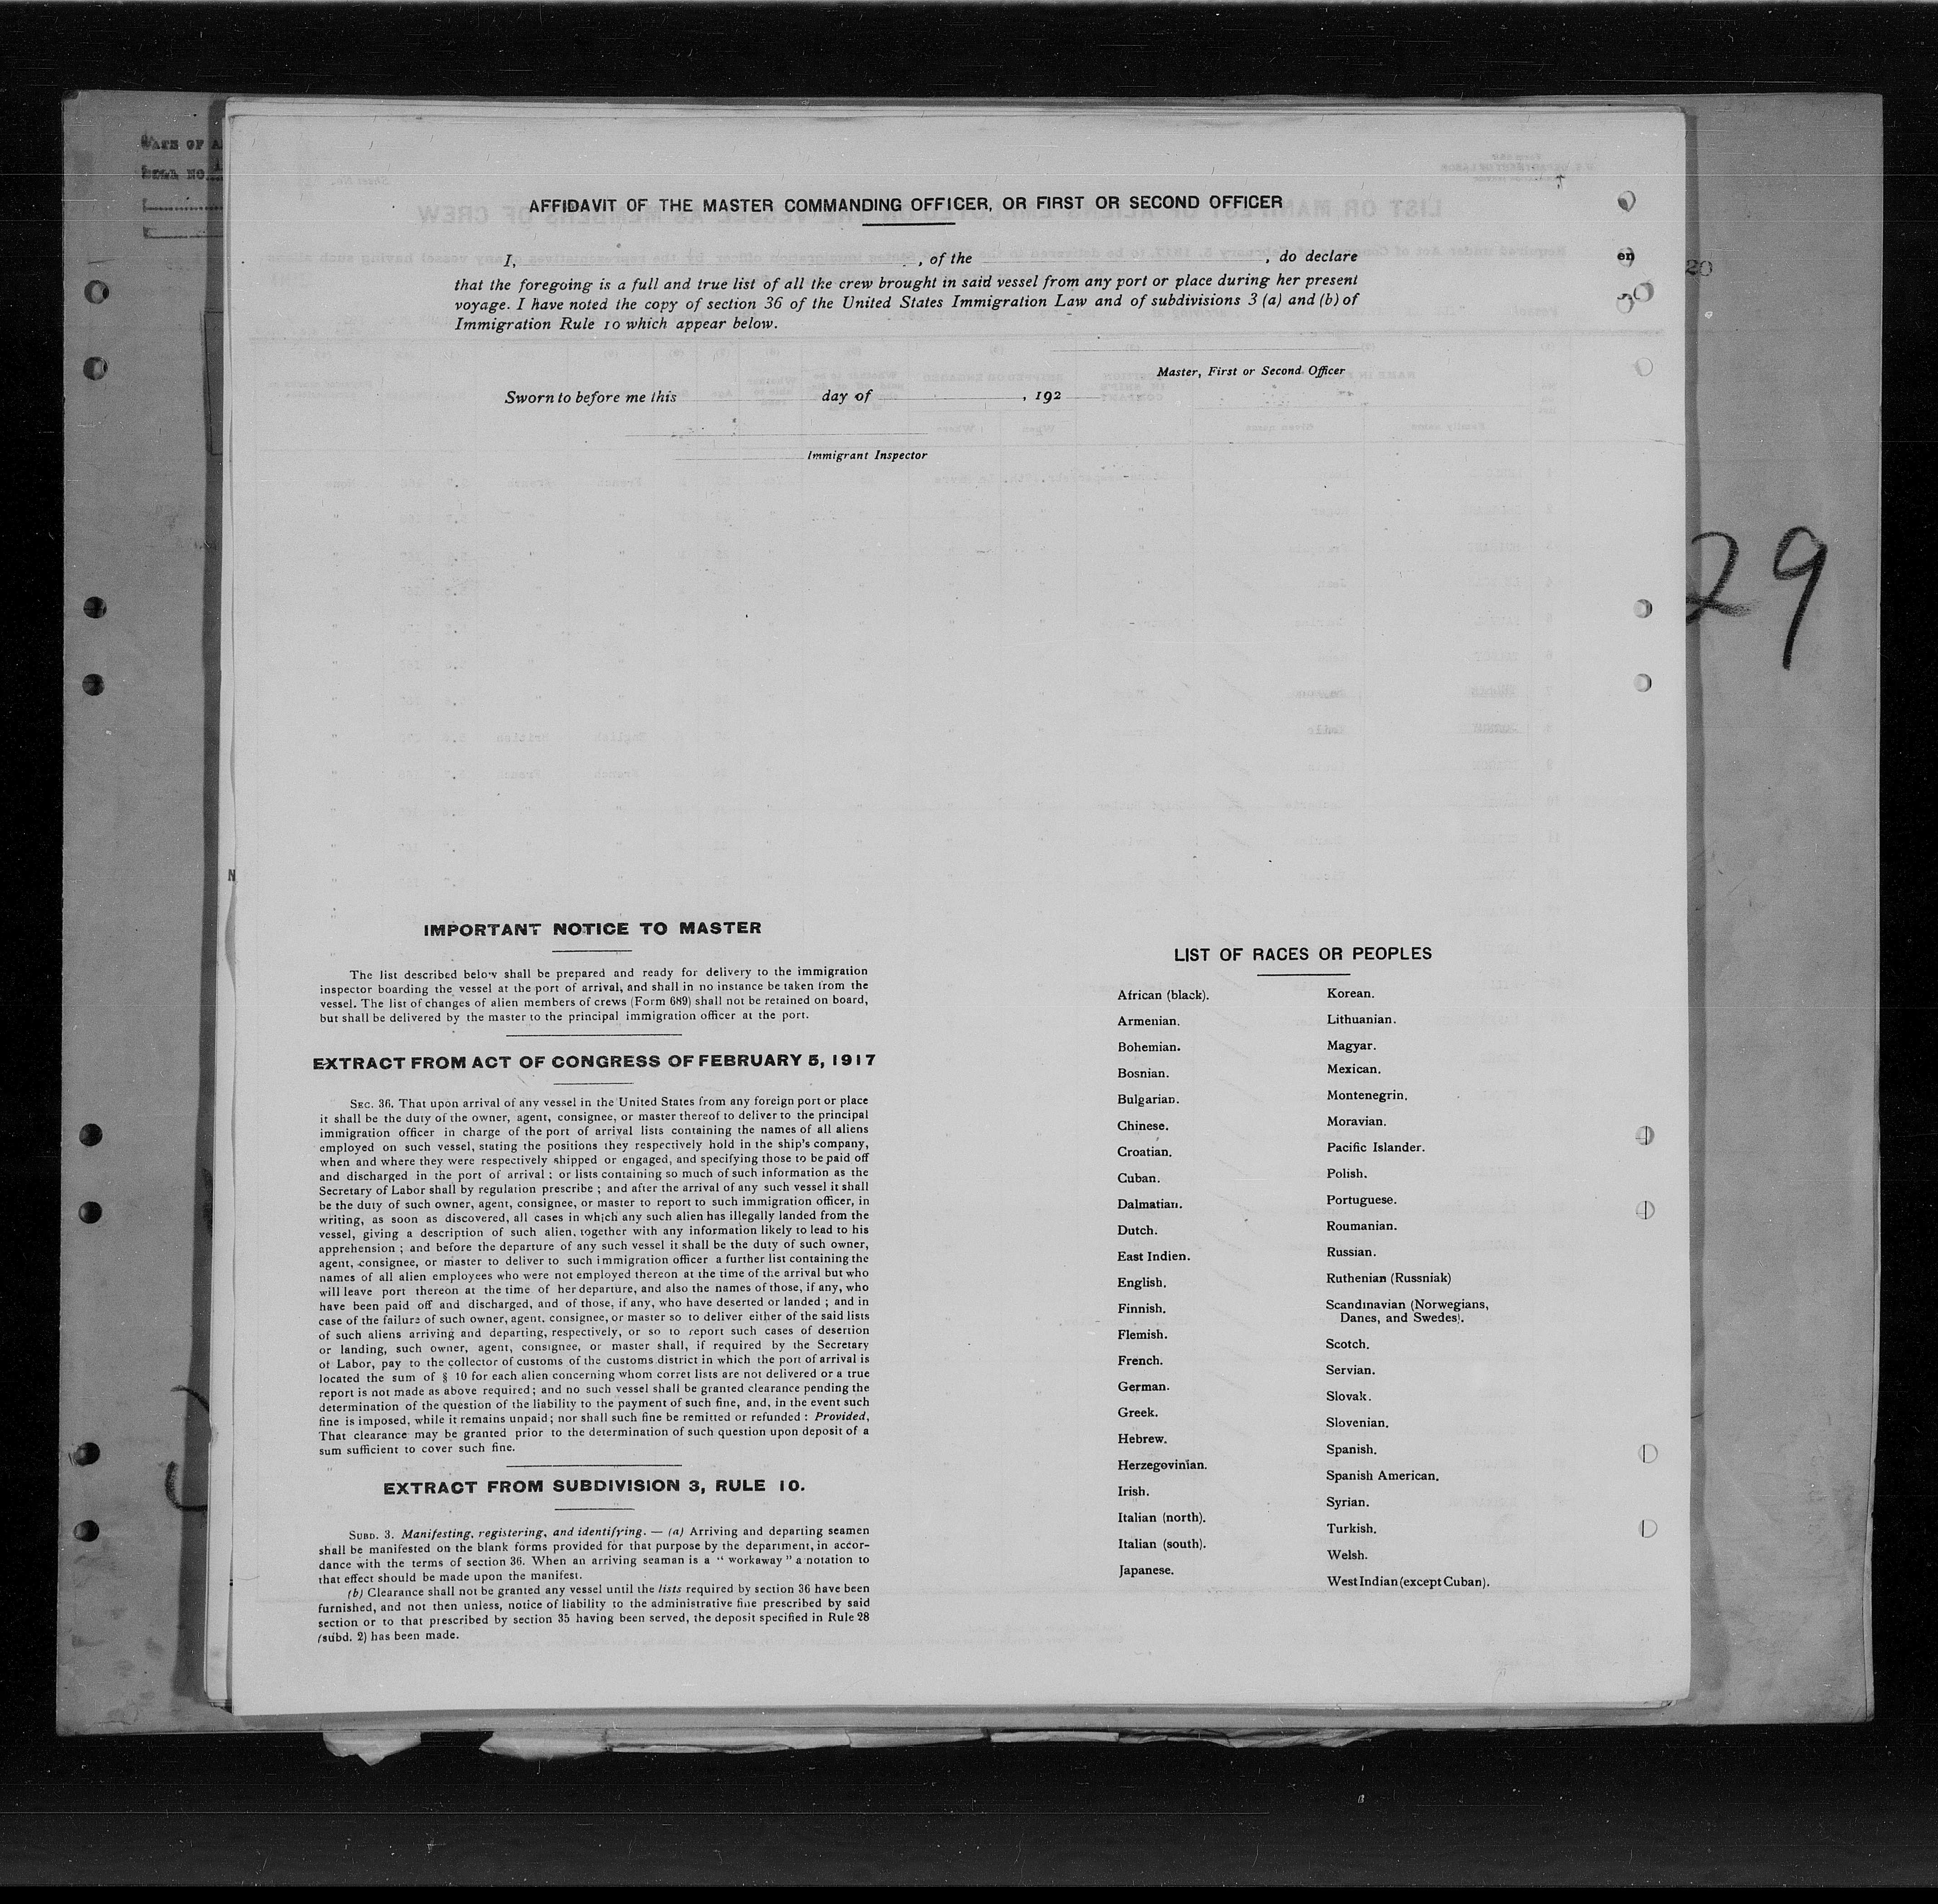 AFFIDAVIT OF THE MASTER COMMANDING OFFICER, OR FIRST OR SECOND OFFICER
I, , of the , do declare
that the foregoing is a full and true list of all the crew brought in said vessel from any port or place during her present
voyage. I have noted the copy of section 36 of the United States Immigration Law and of subdivisions 3 (a) and (b) of
Immigration Rule 10 which appear below.
Master, First or Second Officer
Sworn to before me this day of , 192
Immigrant Inspector
en
20
29
N
IMPORTANT NOTICE TO MASTER
The list described below shall be prepared and ready for delivery to the immigration
inspector boarding the vessel at the port of arrival, and shall in no instance be taken from the
vessel. The list of changes of alien members of crews (Form 689) shall not be retained on board,
but shall be delivered by the master to the principal immigration officer at the port.
EXTRACT FROM ACT OF CONGRESS OF FEBRUARY 5, 1917
SEC. 36. That upon arrival of any vessel in the United States from any foreign port or place
it shall be the duty of the owner, agent, consignee, or master thereof to deliver to the principal
immigration officer in charge of the port of arrival lists containing the names of all aliens
employed on such vessel, stating the positions they respectively hold in the ship's company,
when and where they were respectively shipped or engaged, and specifying those to be paid off
and discharged in the port of arrival ; or lists containing so much of such information as the
Secretary of Labor shall by regulation prescribe ; and after the arrival of any such vessel it shall
be the duty of such owner, agent, consignee, or master to report to such immigration officer, in
writing, as soon as discovered, all cases in which any such alien has illegally landed from the
vessel, giving a description of such alien, together with any information likely to lead to his
apprehension ; and before the departure of any such vessel it shall be the duty of such owner,
agent, consignee, or master to deliver to such immigration officer a further list containing the
names of all alien employees who were not employed thereon at the time of the arrival but who
will leave port thereon at the time of her departure, and also the names of those, if any, who
have been paid off and discharged, and of those, if any, who have deserted or landed ; and in
case of the failure of such owner, agent. consignee, or master so to deliver either of the said lists
of such aliens arriving and departing, respectively, or so to report such cases of desertion
or landing, such owner, agent, consignee, or master shall, if required by the Secretary
of Labor, pay to the collector of customs of the customs district in which the port of arrival is
located the sum of § 10 for each alien concerning whom corret lists are not delivered or a true
report is not made as above required ; and no such vessel shall be granted clearance pending the
determination of the question of the liability to the payment of such fine, and, in the event such
fine is imposed, while it remains unpaid ; nor shall such fine be remitted or refunded : Provided,
That clearance may be granted prior to the determination of such question upon deposit of a
sum sufficient to cover such fine.
EXTRACT FROM SUBDIVISION 3, RULE 10.
SUBD. 3. Manifesting, registering, and identifying. — (a) Arriving and departing seamen
shall be manifested on the blank forms provided for that purpose by the department, in accor-
dance with the terms of section 36. When an arriving seaman is a “ workaway ” a notation to
that effect should be made upon the manifest.
(b) Clearance shall not be granted any vessel until the lists required by section 36 have been
furnished, and not then unless, notice of liability to the administrative fine prescribed by said
section or to that prescribed by section 35 having been served, the deposit specified in Rule 28
(subd. 2) has been made.
LIST OF RACES OR PEOPLES
African (black).
Armenian.
Bohemian.
Bosnian.
Bulgarian.
Chinese.
Croatian.
Cuban.
Dalmatian.
Dutch.
East Indien.
English.
Finnish.
Flemish.
French.
German.
Greek.
Hebrew.
Herzegovinian.
Irish.
Italian (north).
Italian (south).
Japanese.
Korean.
Lithuanian.
Magyar.
Mexican.
Montenegrin.
Moravian.
Pacific Islander.
Polish.
Portuguese.
Roumanian.
Russian.
Ruthenian (Russniak)
Scandinavian (Norwegians,
Danes, and Swedes).
Scotch.
Servian.
Slovak.
Slovenian.
Spanish.
Spanish American.
Syrian.
Turkish.
Welsh.
West Indian (except Cuban).